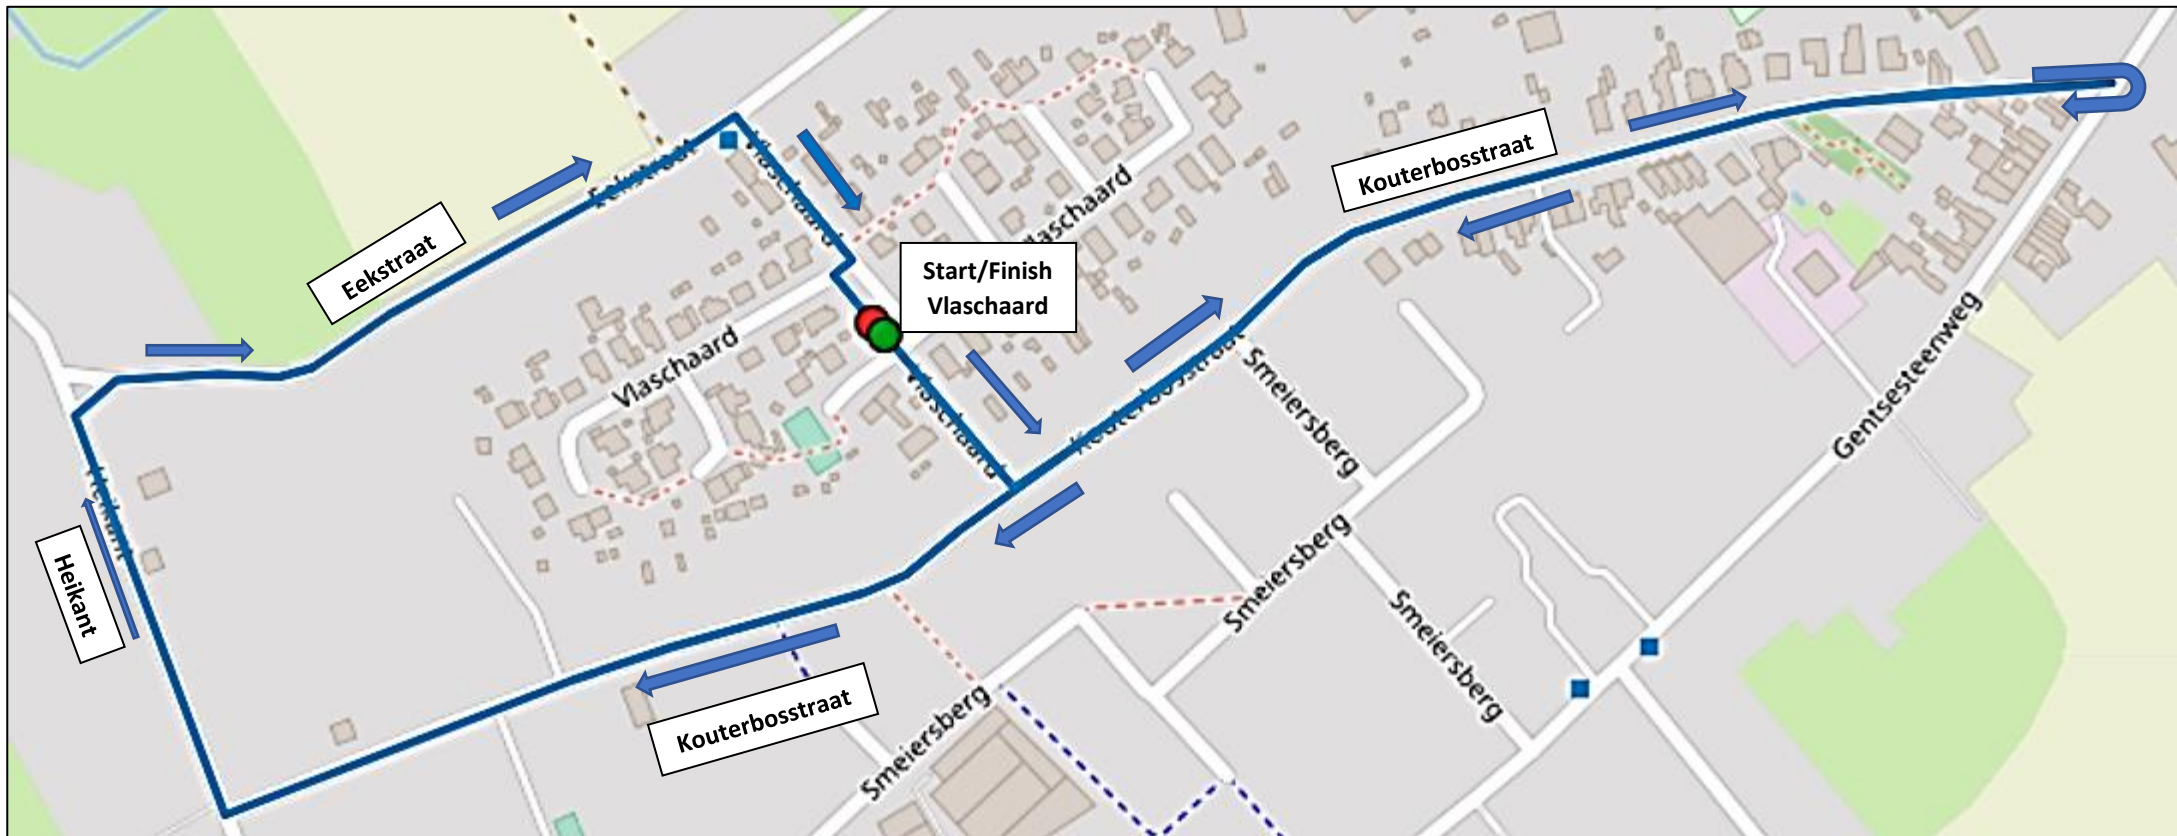 Eekstraat
Vlaschaard
Vlaschaard
Kouterbosstraat
Eekstraat
Start/Finish
Vlaschaard
Vlaschaard
Vlaschaard
Kouterbosstraat
Smeiersberg
Gentsesteenweg
Heikant
Heikant
Smeiersberg
Smeiersberg
Kouterbosstraat
Smeiersberg